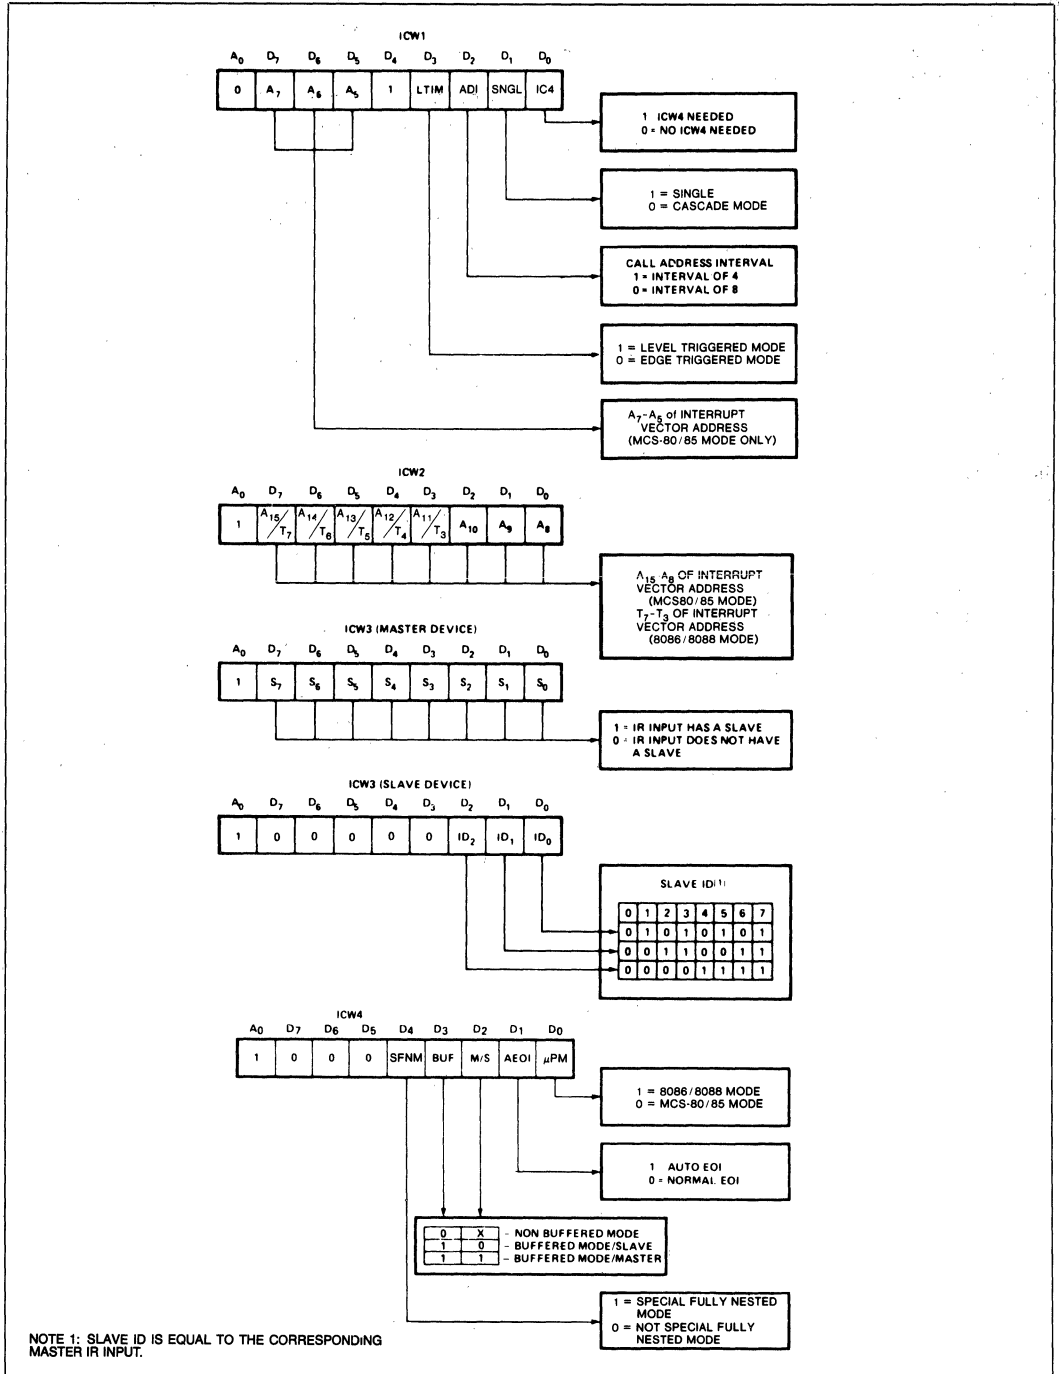 ICW1
A0 D7 D6 D5 D4 D3 D2 D1 D0
0 A7 A6 A5 1 LTIM ADI SNGL IC4
1 ICW4 NEEDED
0 = NO ICW4 NEEDED
1 = SINGLE
0 = CASCADE MODE
CALL ADDRESS INTERVAL
1 = INTERVAL OF 4
0 = INTERVAL OF 8
1 = LEVEL TRIGGERED MODE
0 = EDGE TRIGGERED MODE
A7-A5 of INTERRUPT
VECTOR ADDRESS
(MCS-80/85 MODE ONLY)
ICW2
A0 D7 D6 D5 D4 D3 D2 D1 D0
1 A15/T7 A14/T6 A13/T5 A12/T4 A11/T3 A10 A9 A8
A15 A8 OF INTERRUPT
VECTOR ADDRESS
(MCS80/85 MODE)
T7-T3 OF INTERRUPT
VECTOR ADDRESS
(8086/8088 MODE)
ICW3 (MASTER DEVICE)
A0 D7 D6 D5 D4 D3 D2 D1 D0
1 S7 S6 S5 S4 S3 S2 S1 S0
1 = IR INPUT HAS A SLAVE
0 = IR INPUT DOES NOT HAVE
A SLAVE
ICW3 (SLAVE DEVICE)
A0 D7 D6 D5 D4 D3 D2 D1 D0
1 0 0 0 0 0 ID2 ID1 ID0
SLAVE ID(1)
0 1 2 3 4 5 6 7
0 1 0 1 0 1 0 1
0 0 1 1 0 0 1 1
0 0 0 0 1 1 1 1
ICW4
A0 D7 D6 D5 D4 D3 D2 D1 D0
1 0 0 0 SFNM BUF M/S AEOI μPM
1 = 8086/8088 MODE
0 = MCS-80/85 MODE
1 AUTO EOI
0 = NORMAL EOI
0 X - NON BUFFERED MODE
1 0 - BUFFERED MODE/SLAVE
1 1 - BUFFERED MODE/MASTER
1 = SPECIAL FULLY NESTED
MODE
0 = NOT SPECIAL FULLY
NESTED MODE
NOTE 1: SLAVE ID IS EQUAL TO THE CORRESPONDING
MASTER IR INPUT.